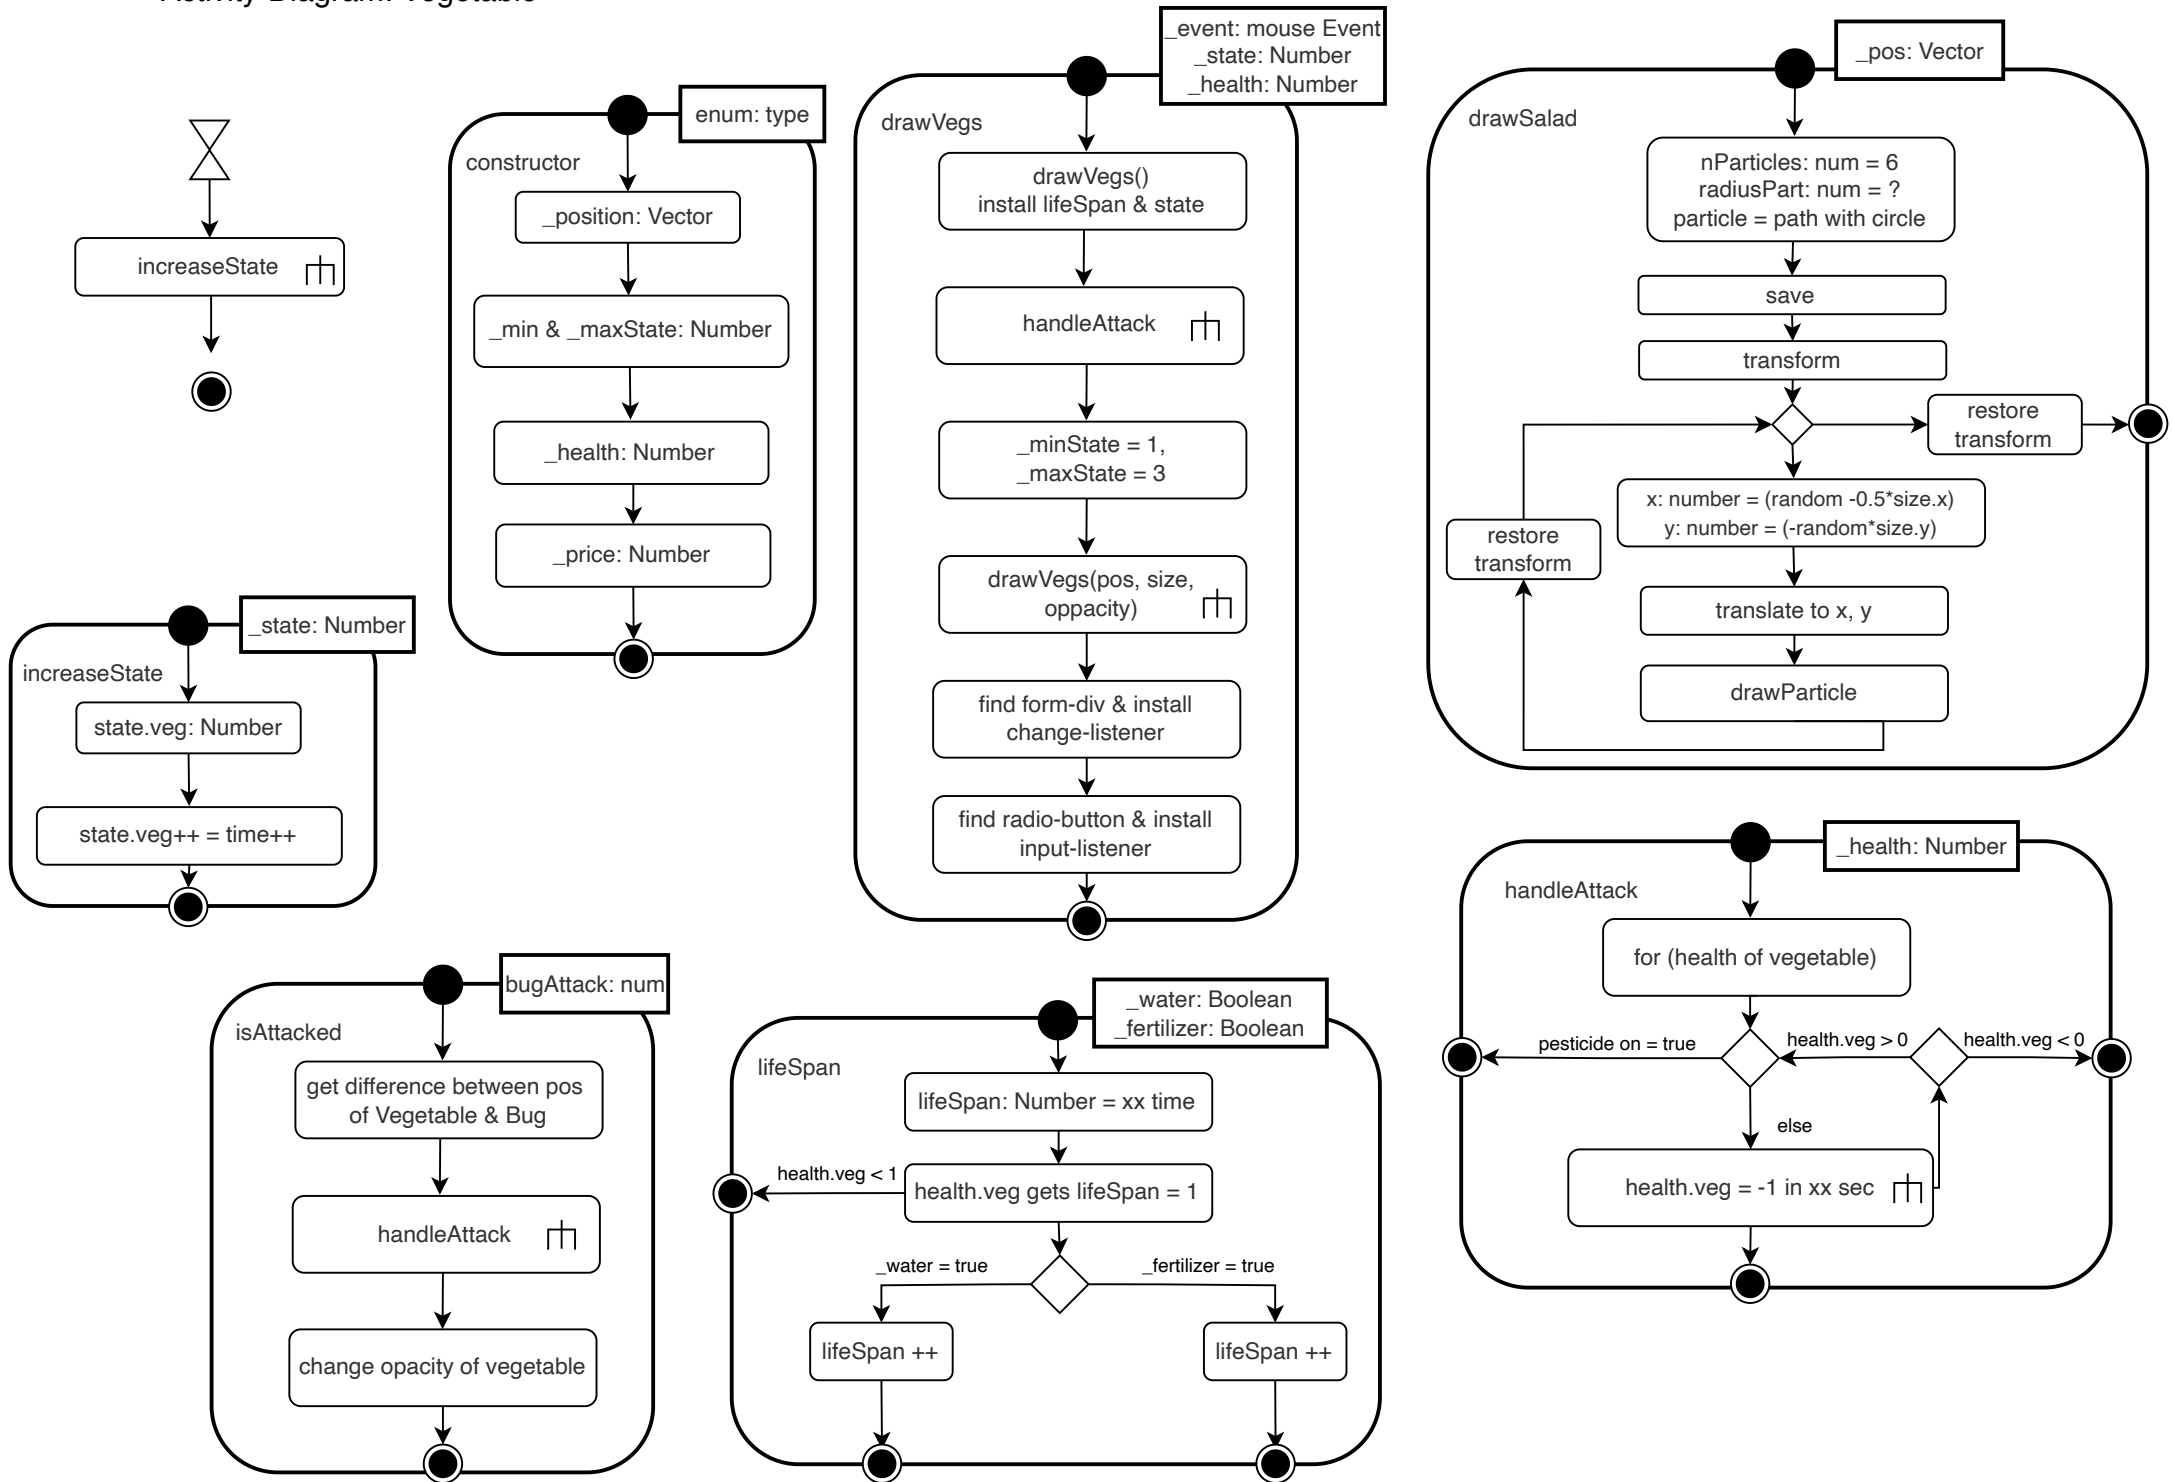 Activity Diagram: Vegetable
increaseState
enum: type
constructor
_position: Vector
_min & _maxState: Number
_health: Number
_price: Number
_state: Number
increaseState
state.veg: Number
state.veg++ = time++
_event: mouse Event
_state: Number
_health: Number
drawVegs
drawVegs()
install lifeSpan & state
handleAttack
_minState = 1,
_maxState = 3
drawVegs(pos, size,
oppacity)
find form-div & install
change-listener
find radio-button & install
input-listener
_pos: Vector
drawSalad
nParticles: num = 6
radiusPart: num = ?
particle = path with circle
save
transform
restore
transform
x: number = (random -0.5*size.x)
y: number = (-random*size.y)
restore
transform
translate to x, y
drawParticle
_health: Number
handleAttack
for (health of vegetable)
pesticide on = true
health.veg > 0
health.veg < 0
else
health.veg = -1 in xx sec
bugAttack: num
isAttacked
get difference between pos
of Vegetable & Bug
handleAttack
change opacity of vegetable
_water: Boolean
_fertilizer: Boolean
lifeSpan
lifeSpan: Number = xx time
health.veg < 1
health.veg gets lifeSpan = 1
_water = true
_fertilizer = true
lifeSpan ++
lifeSpan ++